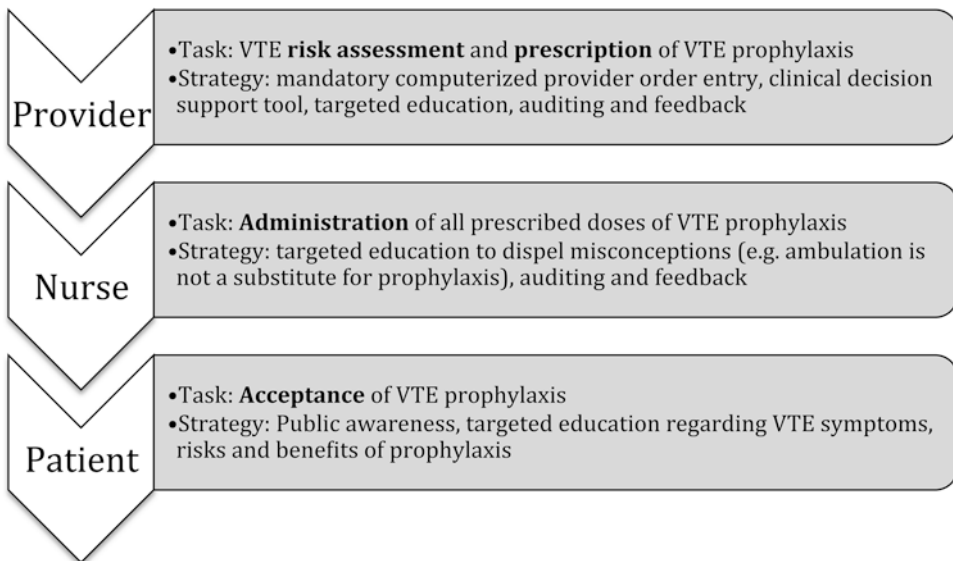 Provider
•Task: VTE risk assessment and prescription of VTE prophylaxis
•Strategy: mandatory computerized provider order entry, clinical decision
support tool, targeted education, auditing and feedback
Nurse
•Task: Administration of all prescribed doses of VTE prophylaxis
•Strategy: targeted education to dispel misconceptions (e.g. ambulation is
not a substitute for prophylaxis), auditing and feedback
Patient
•Task: Acceptance of VTE prophylaxis
•Strategy: Public awareness, targeted education regarding VTE symptoms,
risks and benefits of prophylaxis